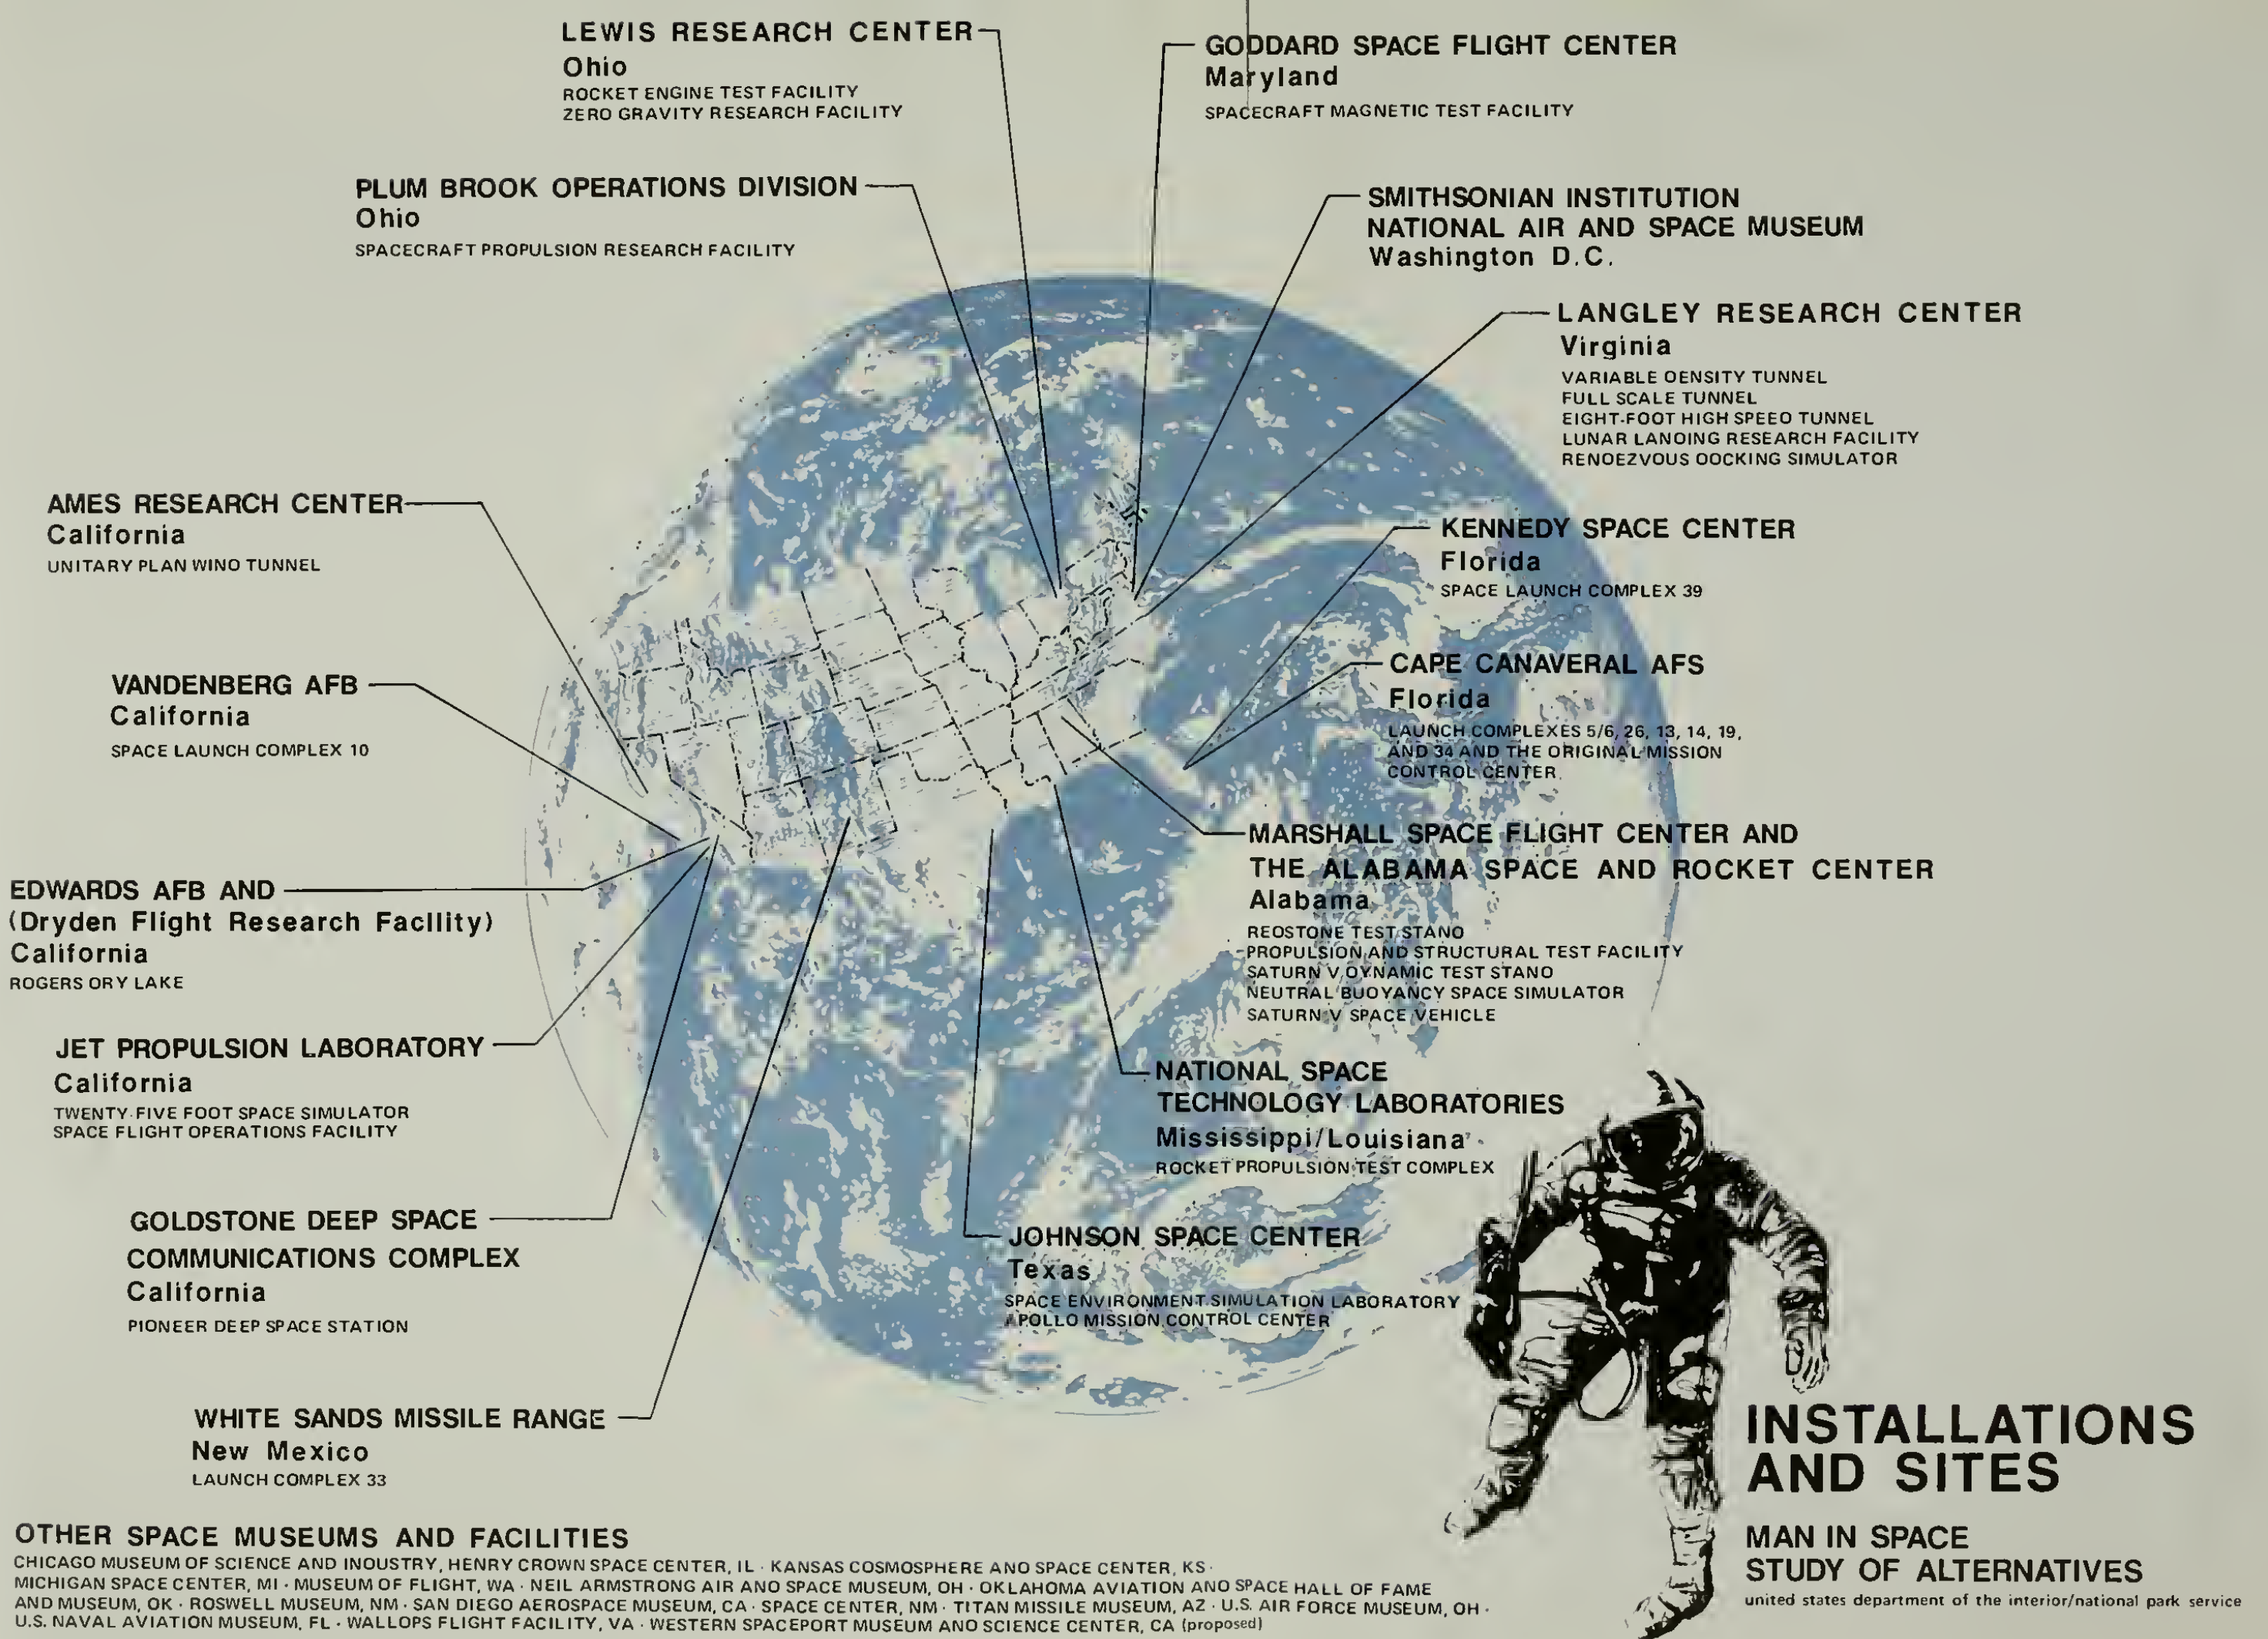 LEWIS RESEARCH CENTER
Ohio
ROCKET ENGINE TEST FACILITY
ZERO GRAVITY RESEARCH FACILITY
GODDARD SPACE FLIGHT CENTER
Maryland
SPACECRAFT MAGNETIC TEST FACILITY
PLUM BROOK OPERATIONS DIVISION
Ohio
SPACECRAFT PROPULSION RESEARCH FACILITY
SMITHSONIAN INSTITUTION
NATIONAL AIR AND SPACE MUSEUM
Washington D.C.
LANGLEY RESEARCH CENTER
Virginia
VARIABLE OENSITY TUNNEL
FULL SCALE TUNNEL
EIGHT-FOOT HIGH SPEEO TUNNEL
LUNAR LANOING RESEARCH FACILITY
RENOEZVOUS OOCKING SIMULATOR
AMES RESEARCH CENTER
California
UNITARY PLAN WINO TUNNEL
KENNEDY SPACE CENTER
Florida
SPACE LAUNCH COMPLEX 39
VANDENBERG AFB
California
SPACE LAUNCH COMPLEX 10
CAPE CANAVERAL AFS
Florida
LAUNCH COMPLEXES 5/6, 26, 13, 14, 19,
AND 34 AND THE ORIGINAL MISSION
CONTROL CENTER
MARSHALL SPACE FLIGHT CENTER AND
THE ALABAMA SPACE AND ROCKET CENTER
Alabama
REOSTONE TEST STANO
PROPULSION AND STRUCTURAL TEST FACILITY
SATURN V OYNAMIC TEST STANO
NEUTRAL BUOYANCY SPACE SIMULATOR
SATURN V SPACE VEHICLE
EDWARDS AFB AND
(Dryden Flight Research Facility)
California
ROGERS ORY LAKE
JET PROPULSION LABORATORY
California
TWENTY-FIVE FOOT SPACE SIMULATOR
SPACE FLIGHT OPERATIONS FACILITY
NATIONAL SPACE
TECHNOLOGY LABORATORIES
Mississippi/Louisiana
ROCKET PROPULSION TEST COMPLEX
GOLDSTONE DEEP SPACE
COMMUNICATIONS COMPLEX
California
PIONEER DEEP SPACE STATION
JOHNSON SPACE CENTER
Texas
SPACE ENVIRONMENT SIMULATION LABORATORY
APOLLO MISSION CONTROL CENTER
WHITE SANDS MISSILE RANGE
New Mexico
LAUNCH COMPLEX 33
INSTALLATIONS
AND SITES
MAN IN SPACE
STUDY OF ALTERNATIVES
united states department of the interior/national park service
OTHER SPACE MUSEUMS AND FACILITIES
CHICAGO MUSEUM OF SCIENCE AND INOUSTRY, HENRY CROWN SPACE CENTER, IL · KANSAS COSMOSPHERE ANO SPACE CENTER, KS ·
MICHIGAN SPACE CENTER, MI · MUSEUM OF FLIGHT, WA · NEIL ARMSTRONG AIR ANO SPACE MUSEUM, OH · OKLAHOMA AVIATION ANO SPACE HALL OF FAME
AND MUSEUM, OK · ROSWELL MUSEUM, NM · SAN DIEGO AEROSPACE MUSEUM, CA · SPACE CENTER, NM · TITAN MISSILE MUSEUM, AZ · U.S. AIR FORCE MUSEUM, OH ·
U.S. NAVAL AVIATION MUSEUM, FL · WALLOPS FLIGHT FACILITY, VA · WESTERN SPACEPORT MUSEUM ANO SCIENCE CENTER, CA (proposed)